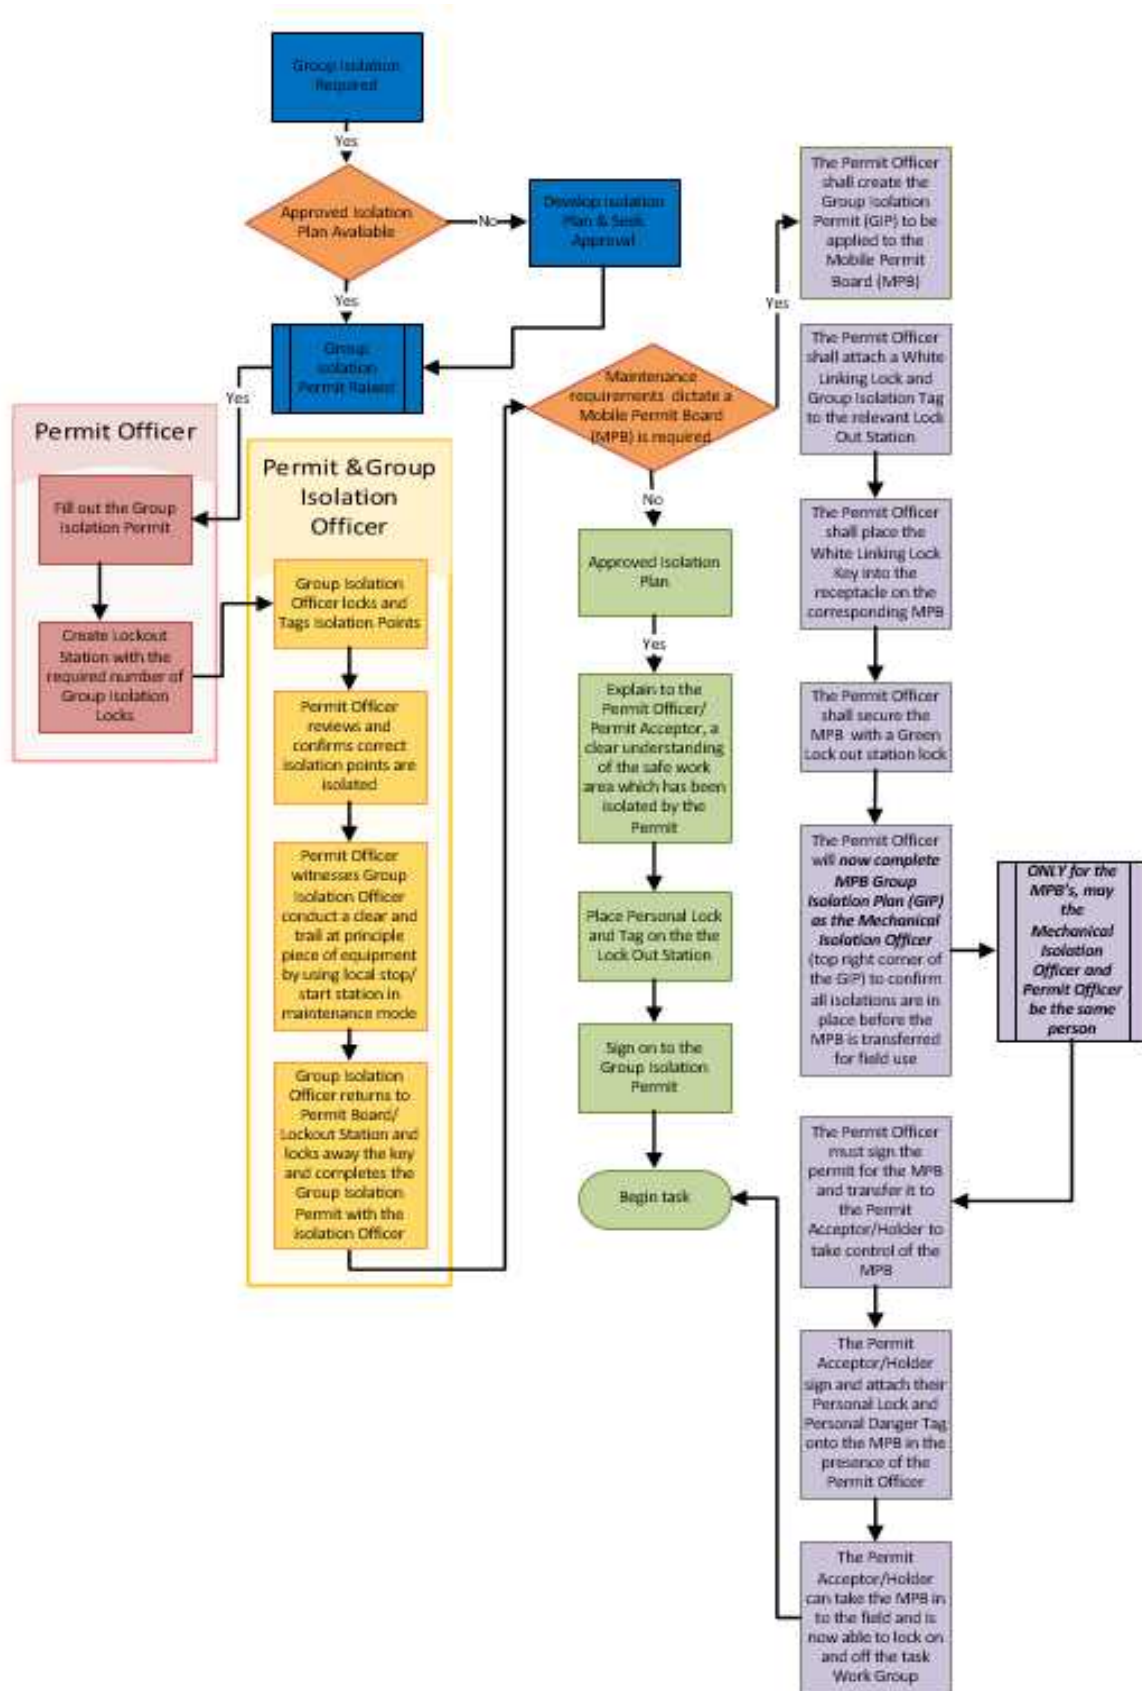 Group Isolation
Required
Yes
Approved Isolation
Plan Avaliable
No
Develop Isolation
Plan & Seek
Approval
Yes
Group
Isolation
Permit Raised
Yes
Permit Officer
Fill out the Group
Isolation Permit
Create Lockout
Station with the
required number of
Group Isolation
Locks
Permit & Group
Isolation
Officer
Group Isolation
Officer locks and
Tags Isolation Points
Permit Officer
reviews and
confirms correct
isolation points are
isolated
Permit Officer
witnesses Group
Isolation Officer
conduct a clear and
trail at principle
piece of equipment
by using local stop/
start station in
maintenance mode
Group Isolation
Officer returns to
Permit Board/
Lockout Station and
locks away the key
and completes the
Group Isolation
Permit with the
isolation Officer
Maintenance
requirements dictate a
Mobile Permit Board
(MPB) is required
No
Approved Isolation
Plan
Yes
Explain to the
Permit Officer/
Permit Acceptor, a
clear understanding
of the safe work
area which has been
isolated by the
Permit
Place Personal Lock
and Tag on the the
Lock Out Station
Sign on to the
Group Isolation
Permit
Begin task
Yes
The Permit Officer
shall create the
Group Isolation
Permit (GIP) to be
applied to the
Mobile Permit
Board (MPB)
The Permit Officer
shall attach a White
Linking Lock and
Group Isolation Tag
to the relevant Lock
Out Station
The Permit Officer
shall place the
White Linking Lock
Key into the
receptacle on the
corresponding MPB
The Permit Officer
shall secure the
MPB with a Green
Lock out station lock
The Permit Officer
will now complete
MPB Group
Isolation Plan (GIP)
as the Mechanical
Isolation Officer
(top right corner of
the GIP) to confirm
all isolations are in
place before the
MPB is transferred
for field use
ONLY for the
MPB's, may
the
Mechanical
Isolation
Officer and
Permit Officer
be the same
person
The Permit Officer
must sign the
permit for the MPB
and transfer it to
the Permit
Acceptor/Holder to
take control of the
MPB
The Permit
Acceptor/Holder
sign and attach their
Personal Lock and
Personal Danger Tag
onto the MPB in the
presence of the
Permit Officer
The Permit
Acceptor/Holder
can take the MPB in
to the field and is
now able to lock on
and off the task
Work Group